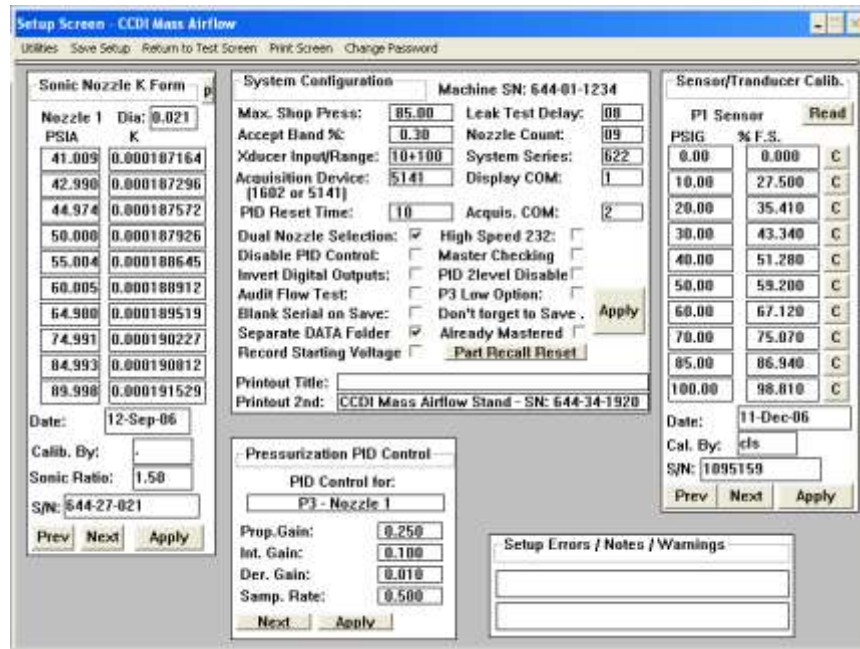 Setup Screen - CCDI Mass Airflow
Utilities Save Setup Return to Test Screen Print Screen Change Password
Sonic Nozzle K Form
p
Nozzle 1 Dia: 0.021
PSIA K
41.009 0.000187164
42.990 0.000187296
44.974 0.000187572
50.000 0.000187926
55.004 0.000188645
60.005 0.000188912
64.980 0.000189519
74.991 0.000190227
84.993 0.000190812
89.998 0.000191529
Date: 12-Sep-06
Calib. By: .
Sonic Ratio: 1.50
S/N: 644-27-021
Prev Next Apply
System Configuration Machine SN: 644-01-1234
Max. Shop Press: 85.00 Leak Test Delay: 08
Accept Band %: 0.30 Nozzle Count: 09
Xducer Input/Range: 10+100 System Series: 622
Acquisition Device: 5141 Display COM: 1
(1602 or 5141)
PID Reset Time: 10 Acquis. COM: 2
Dual Nozzle Selection: High Speed 232:
Disable PID Control: Master Checking
Invert Digital Outputs: PID 2level Disable
Audit Flow Test: P3 Low Option:
Blank Serial on Save: Don't forget to Save . Apply
Separate DATA Folder Already Mastered
Record Starting Voltage Part Recall Reset
Printout Title:
Printout 2nd: CCDI Mass Airflow Stand - SN: 644-34-1920
Pressurization PID Control
PID Control for:
P3 - Nozzle 1
Prop.Gain: 0.250
Int. Gain: 0.100
Der. Gain: 0.010
Samp. Rate: 0.500
Next Apply
Sensor/Tranducer Calib.
P1 Sensor Read
PSIG % F.S.
0.00 0.000 C
10.00 27.500 C
20.00 35.410 C
30.00 43.340 C
40.00 51.280 C
50.00 59.200 C
60.00 67.120 C
70.00 75.070 C
85.00 86.940 C
100.00 98.810 C
Date: 11-Dec-06
Cal. By: cls
S/N: 1095159
Prev Next Apply
Setup Errors / Notes / Warnings